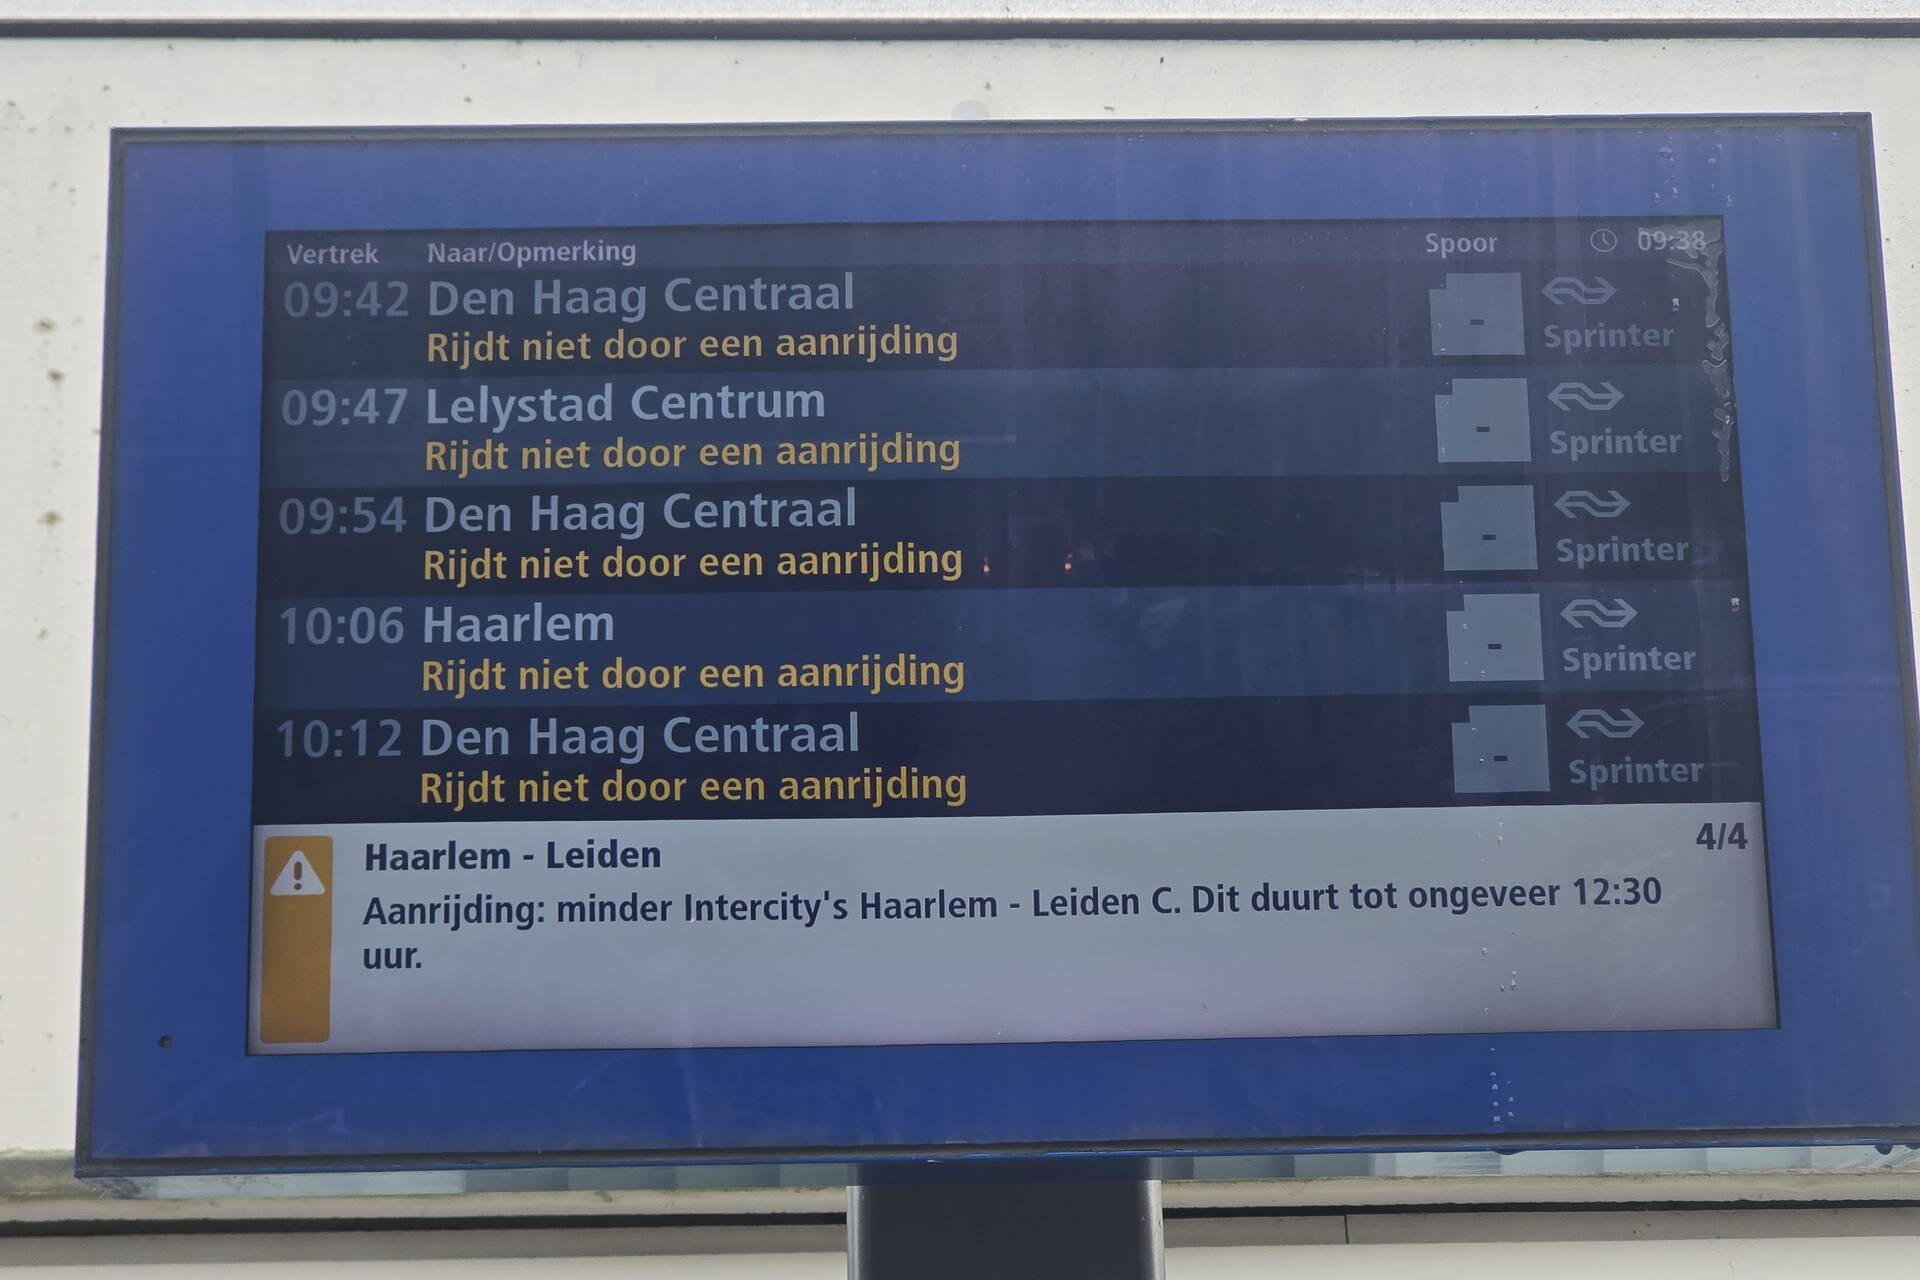 Vertrek Naar/Opmerking Spoor 09:38
09:42 Den Haag Centraal -
Rijdt niet door een aanrijding Sprinter
09:47 Lelystad Centrum -
Rijdt niet door een aanrijding Sprinter
09:54 Den Haag Centraal -
Rijdt niet door een aanrijding Sprinter
10:06 Haarlem -
Rijdt niet door een aanrijding Sprinter
10:12 Den Haag Centraal -
Rijdt niet door een aanrijding Sprinter
Haarlem - Leiden 4/4
Aanrijding: minder Intercity's Haarlem - Leiden C. Dit duurt tot ongeveer 12:30
uur.